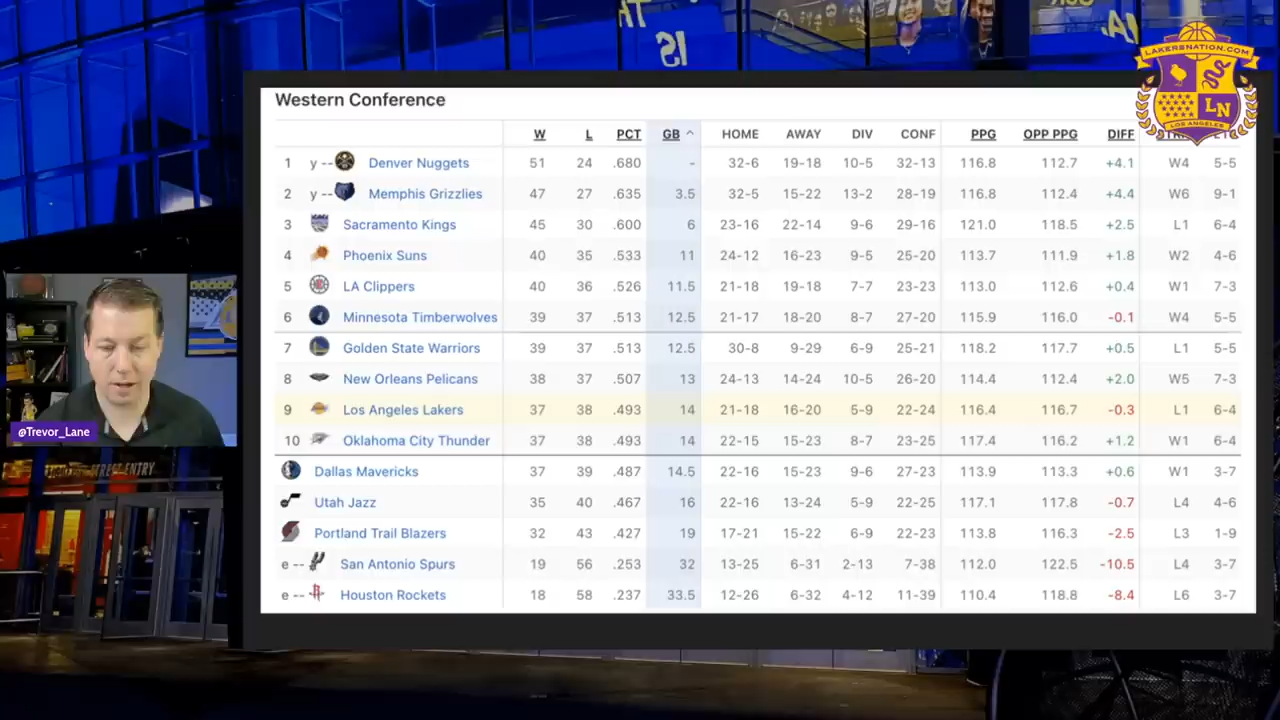 LAKERSNATION.COM
LN
LOS ANGELES
Western Conference
W L PCT GB HOME AWAY DIV CONF PPG OPP PPG DIFF
1 y -- Denver Nuggets 51 24 .680 - 32-6 19-18 10-5 32-13 116.8 112.7 +4.1 W4 5-5
2 y -- Memphis Grizzlies 47 27 .635 3.5 32-5 15-22 13-2 28-19 116.8 112.4 +4.4 W6 9-1
3 Sacramento Kings 45 30 .600 6 23-16 22-14 9-6 29-16 121.0 118.5 +2.5 L1 6-4
4 Phoenix Suns 40 35 .533 11 24-12 16-23 9-5 25-20 113.7 111.9 +1.8 W2 4-6
5 LA Clippers 40 36 .526 11.5 21-18 19-18 7-7 23-23 113.0 112.6 +0.4 W1 7-3
6 Minnesota Timberwolves 39 37 .513 12.5 21-17 18-20 8-7 27-20 115.9 116.0 -0.1 W4 5-5
7 Golden State Warriors 39 37 .513 12.5 30-8 9-29 6-9 25-21 118.2 117.7 +0.5 L1 5-5
8 New Orleans Pelicans 38 37 .507 13 24-13 14-24 10-5 26-20 114.4 112.4 +2.0 W5 7-3
9 Los Angeles Lakers 37 38 .493 14 21-18 16-20 5-9 22-24 116.4 116.7 -0.3 L1 6-4
10 Oklahoma City Thunder 37 38 .493 14 22-15 15-23 8-7 23-25 117.4 116.2 +1.2 W1 6-4
Dallas Mavericks 37 39 .487 14.5 22-16 15-23 9-6 27-23 113.9 113.3 +0.6 W1 3-7
Utah Jazz 35 40 .467 16 22-16 13-24 5-9 22-25 117.1 117.8 -0.7 L4 4-6
Portland Trail Blazers 32 43 .427 19 17-21 15-22 6-9 22-23 113.8 116.3 -2.5 L3 1-9
e -- San Antonio Spurs 19 56 .253 32 13-25 6-31 2-13 7-38 112.0 122.5 -10.5 L4 3-7
e -- Houston Rockets 18 58 .237 33.5 12-26 6-32 4-12 11-39 110.4 118.8 -8.4 L6 3-7
@Trevor_Lane
STREET ENTRY